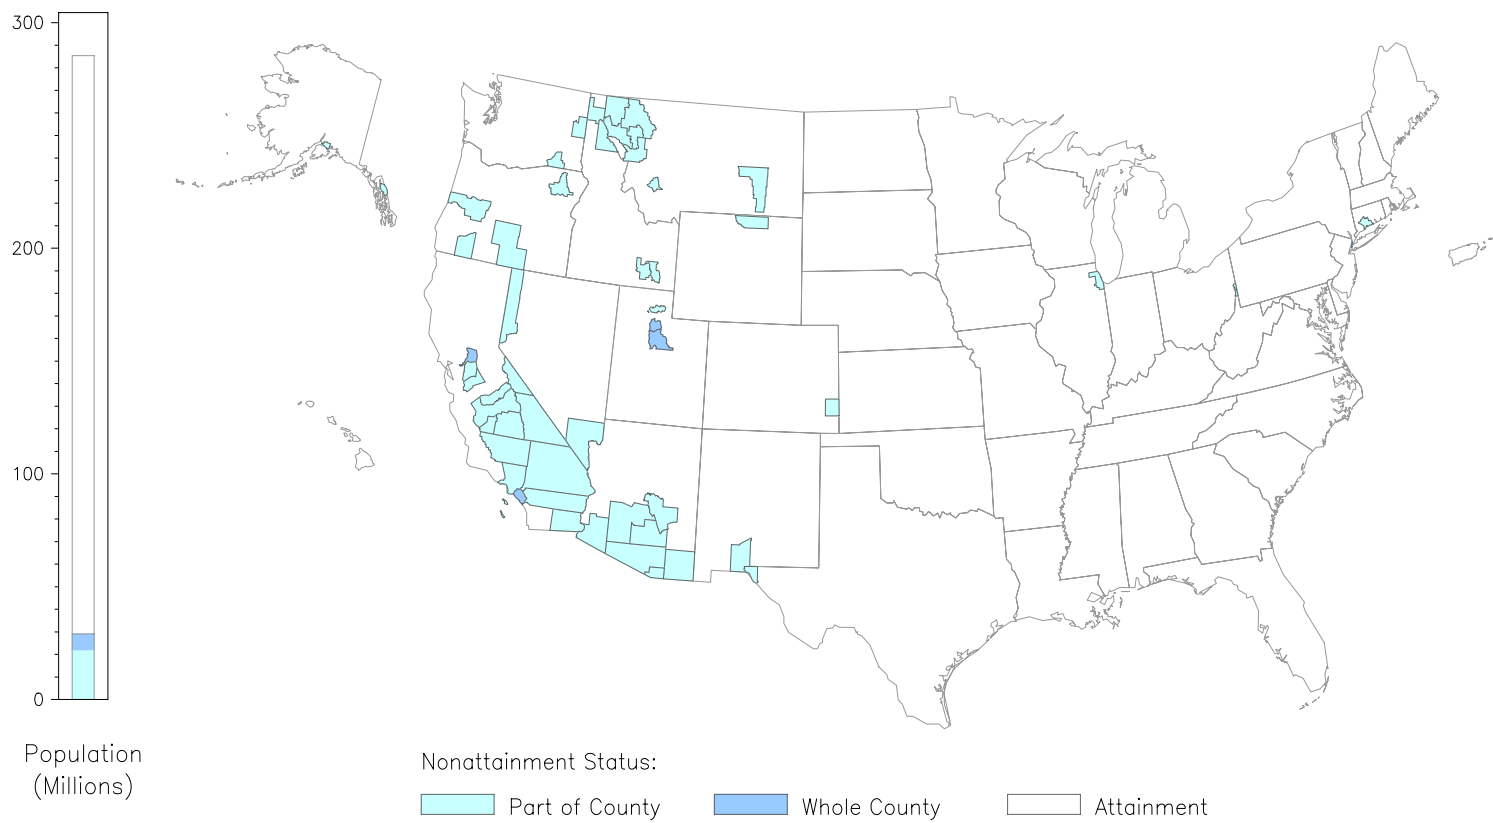 300
200
100
0
Population
(Millions)
Nonattainment Status:
Part of County
Whole County
Attainment